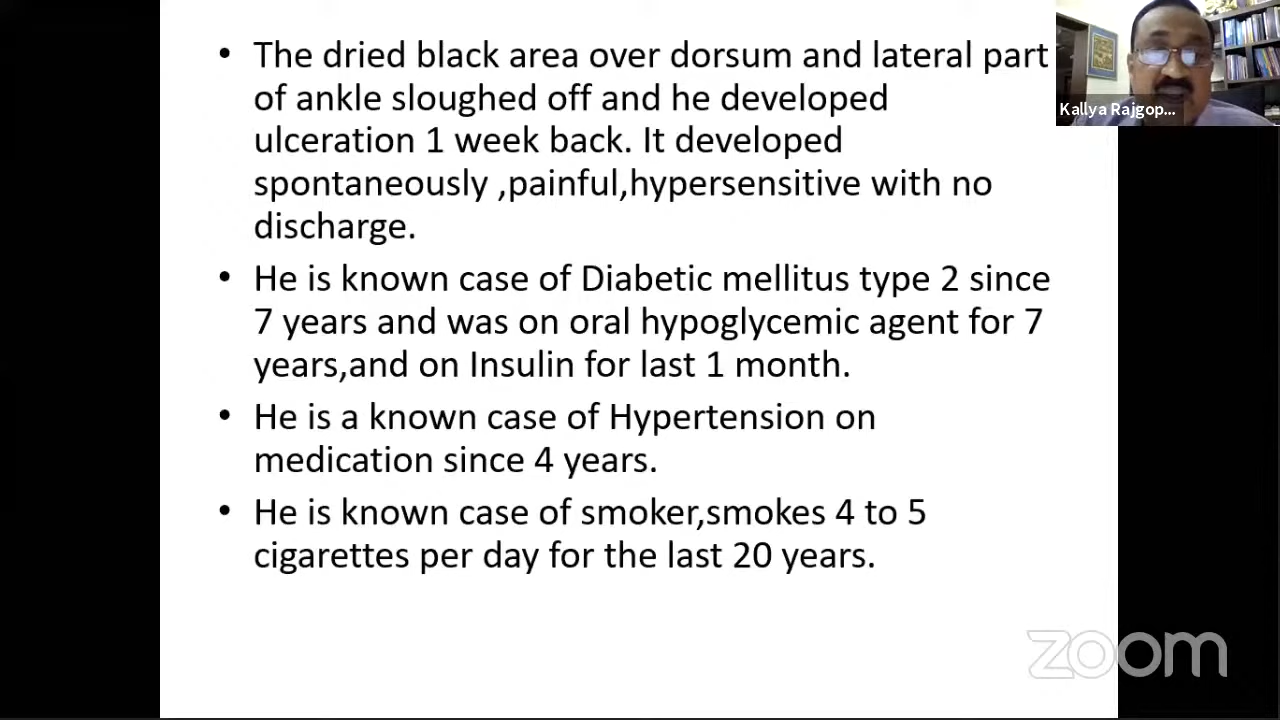 • The dried black area over dorsum and lateral part
of ankle sloughed off and he developed
ulceration 1 week back. It developed
spontaneously ,painful,hypersensitive with no
discharge.
• He is known case of Diabetic mellitus type 2 since
7 years and was on oral hypoglycemic agent for 7
years,and on Insulin for last 1 month.
• He is a known case of Hypertension on
medication since 4 years.
• He is known case of smoker,smokes 4 to 5
cigarettes per day for the last 20 years.
Kallya Rajgop...
zoom